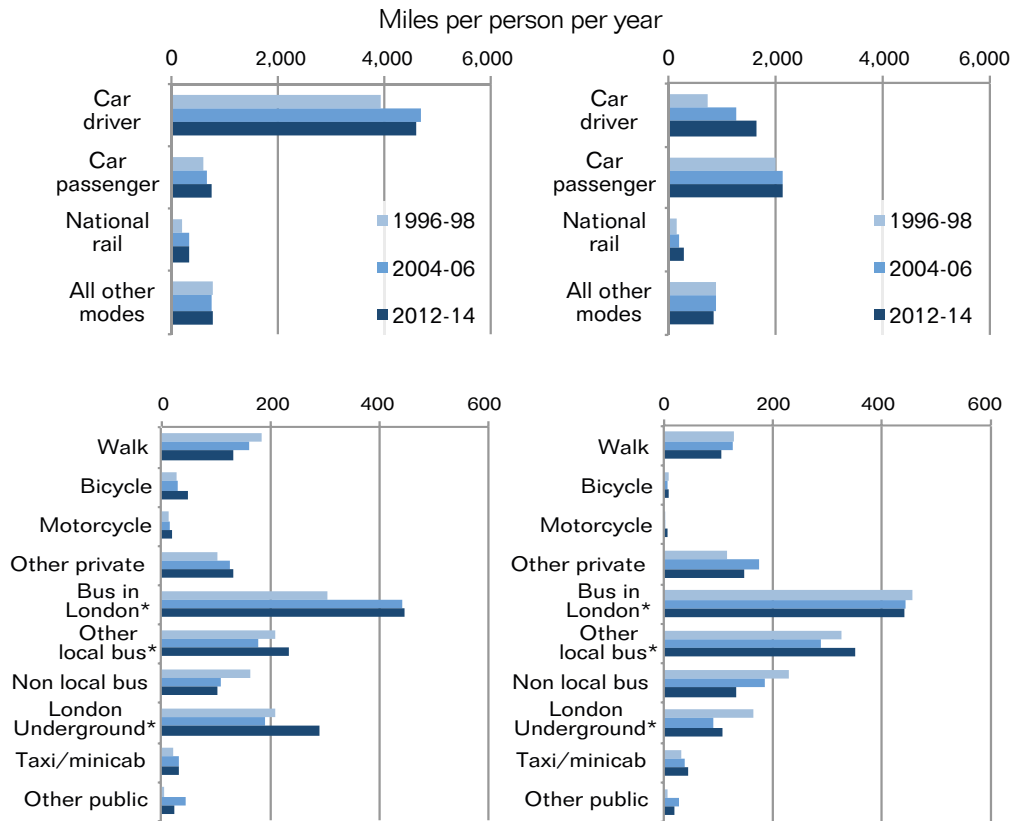 Miles per person per year
0 2,000 4,000 6,000
Car
driver
Car
passenger
National
rail
All other
modes
1996-98
2004-06
2012-14
0 2,000 4,000 6,000
Car
driver
Car
passenger
National
rail
All other
modes
1996-98
2004-06
2012-14
0 200 400 600
Walk
Bicycle
Motorcycle
Other private
Bus in
London*
Other
local bus*
Non local bus
London
Underground*
Taxi/minicab
Other public
0 200 400 600
Walk
Bicycle
Motorcycle
Other private
Bus in
London*
Other
local bus*
Non local bus
London
Underground*
Taxi/minicab
Other public